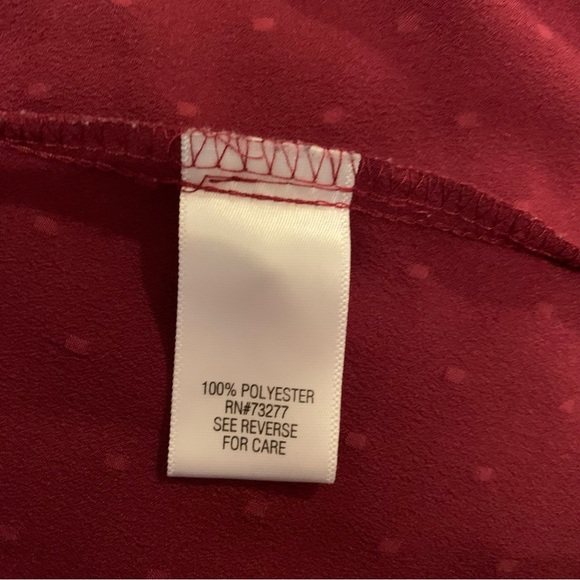 100% POLYESTER
RN#73277
SEE REVERSE
FOR CARE